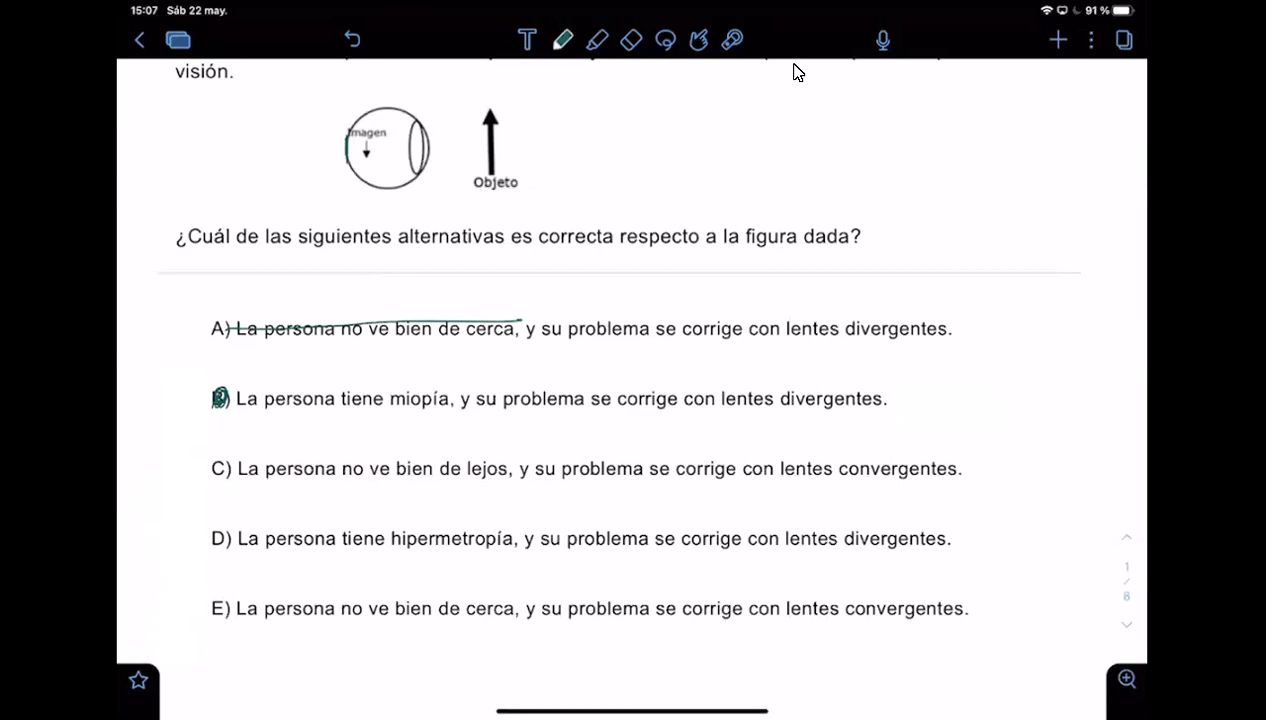 15:07 Sáb 22 may. 91 %
visión.
Imagen
Objeto
¿Cuál de las siguientes alternativas es correcta respecto a la figura dada?
A) La persona no ve bien de cerca, y su problema se corrige con lentes divergentes.
B) La persona tiene miopía, y su problema se corrige con lentes divergentes.
C) La persona no ve bien de lejos, y su problema se corrige con lentes convergentes.
D) La persona tiene hipermetropía, y su problema se corrige con lentes divergentes.
1
/
8
E) La persona no ve bien de cerca, y su problema se corrige con lentes convergentes.